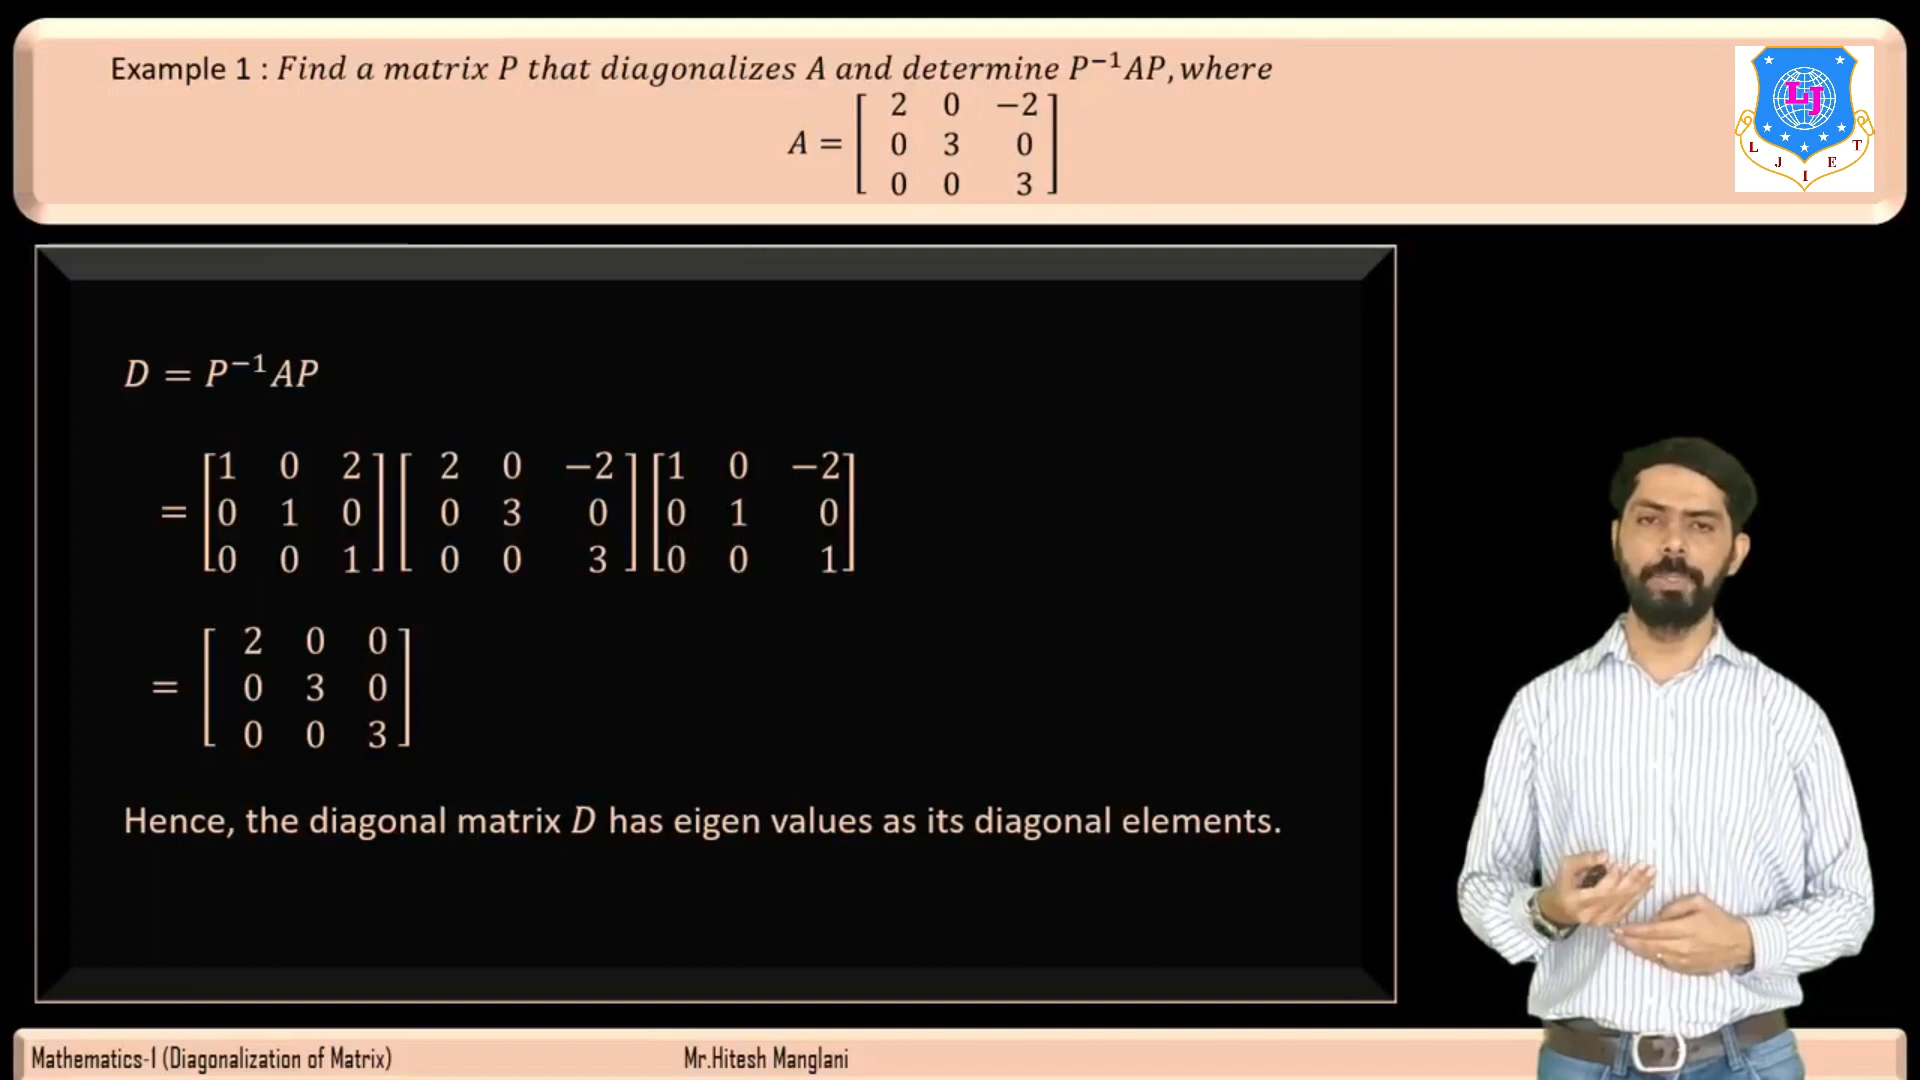 Example 1 : Find a matrix P that diagonalizes A and determine P⁻¹AP, where
A = [ 2 0 −2
0 3 0
0 0 3 ]
LJ
L J I E T
D = P⁻¹AP
= [1 0 2] [2 0 −2] [1 0 −2]
[0 1 0] [0 3 0] [0 1 0]
[0 0 1] [0 0 3] [0 0 1]
= [2 0 0]
[0 3 0]
[0 0 3]
Hence, the diagonal matrix D has eigen values as its diagonal elements.
Mathematics-I (Diagonalization of Matrix) Mr.Hitesh Manglani